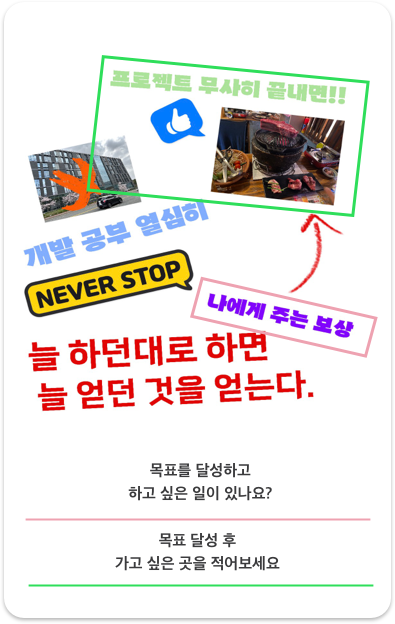 프로젝트 무사히 끝내면!!
개발 공부 열심히
NEVER STOP
나에게 주는 보상
늘 하던대로 하면
늘 얻던 것을 얻는다.
목표를 달성하고
하고 싶은 일이 있나요?
목표 달성 후
가고 싶은 곳을 적어보세요